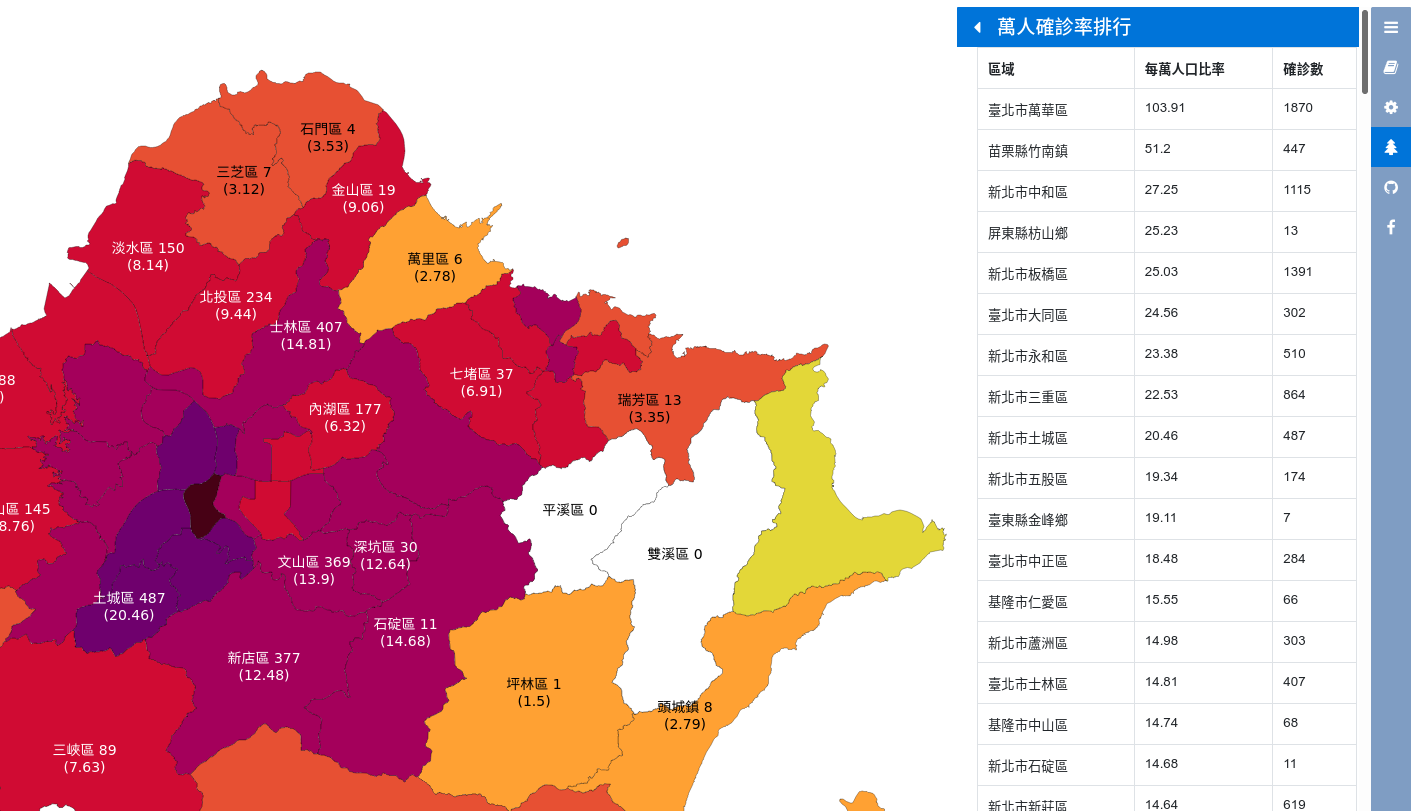 石門區 4
(3.53)
三芝區 7
(3.12)
金山區 19
(9.06)
淡水區 150
(8.14)
萬里區 6
(2.78)
北投區 234
(9.44)
士林區 407
(14.81)
88
)
七堵區 37
(6.91)
內湖區 177
(6.32)
瑞芳區 13
(3.35)
山區 145
8.76)
平溪區 0
雙溪區 0
深坑區 30
(12.64)
文山區 369
(13.9)
土城區 487
(20.46)
石碇區 11
(14.68)
新店區 377
(12.48)
坪林區 1
(1.5)
頭城鎮 8
(2.79)
三峽區 89
(7.63)
萬人確診率排行
區域 每萬人口比率 確診數
臺北市萬華區 103.91 1870
苗栗縣竹南鎮 51.2 447
新北市中和區 27.25 1115
屏東縣枋山鄉 25.23 13
新北市板橋區 25.03 1391
臺北市大同區 24.56 302
新北市永和區 23.38 510
新北市三重區 22.53 864
新北市土城區 20.46 487
新北市五股區 19.34 174
臺東縣金峰鄉 19.11 7
臺北市中正區 18.48 284
基隆市仁愛區 15.55 66
新北市蘆洲區 14.98 303
臺北市士林區 14.81 407
基隆市中山區 14.74 68
新北市石碇區 14.68 11
新北市新莊區 14.64 619